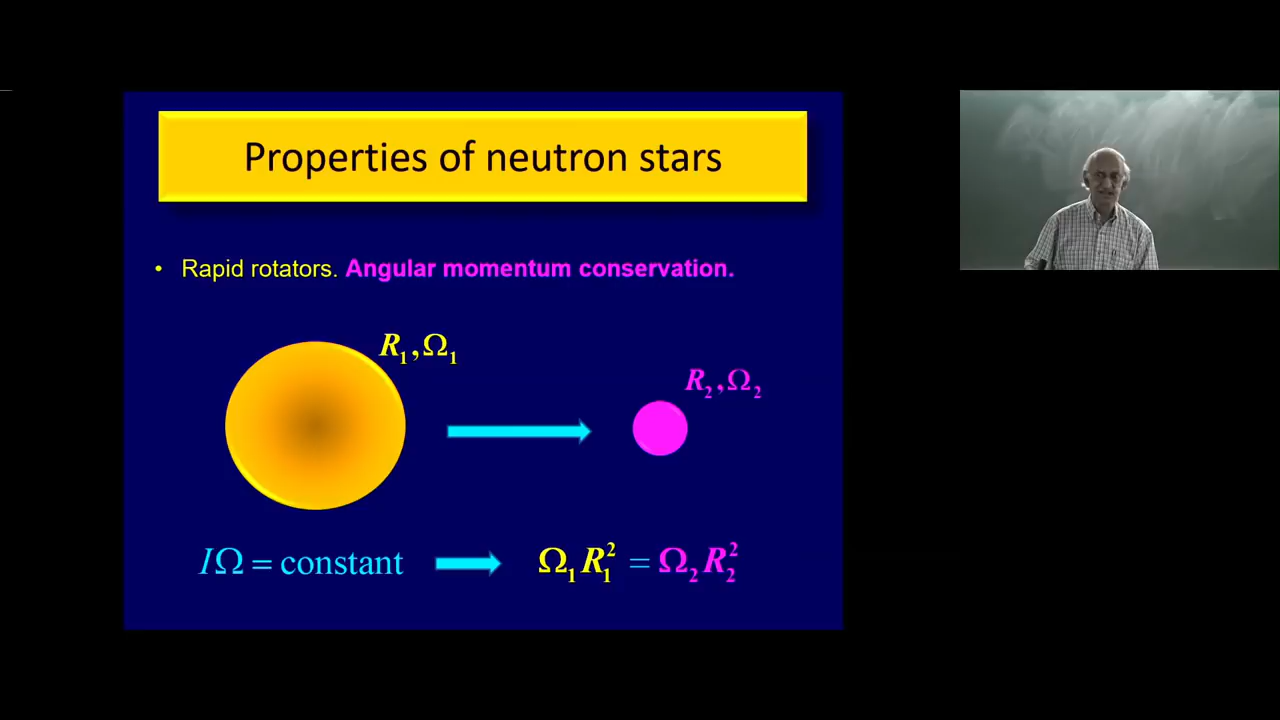 Properties of neutron stars
• Rapid rotators. Angular momentum conservation.
R₁,Ω₁
R₂,Ω₂
IΩ = constant
Ω₁R₁² = Ω₂R₂²